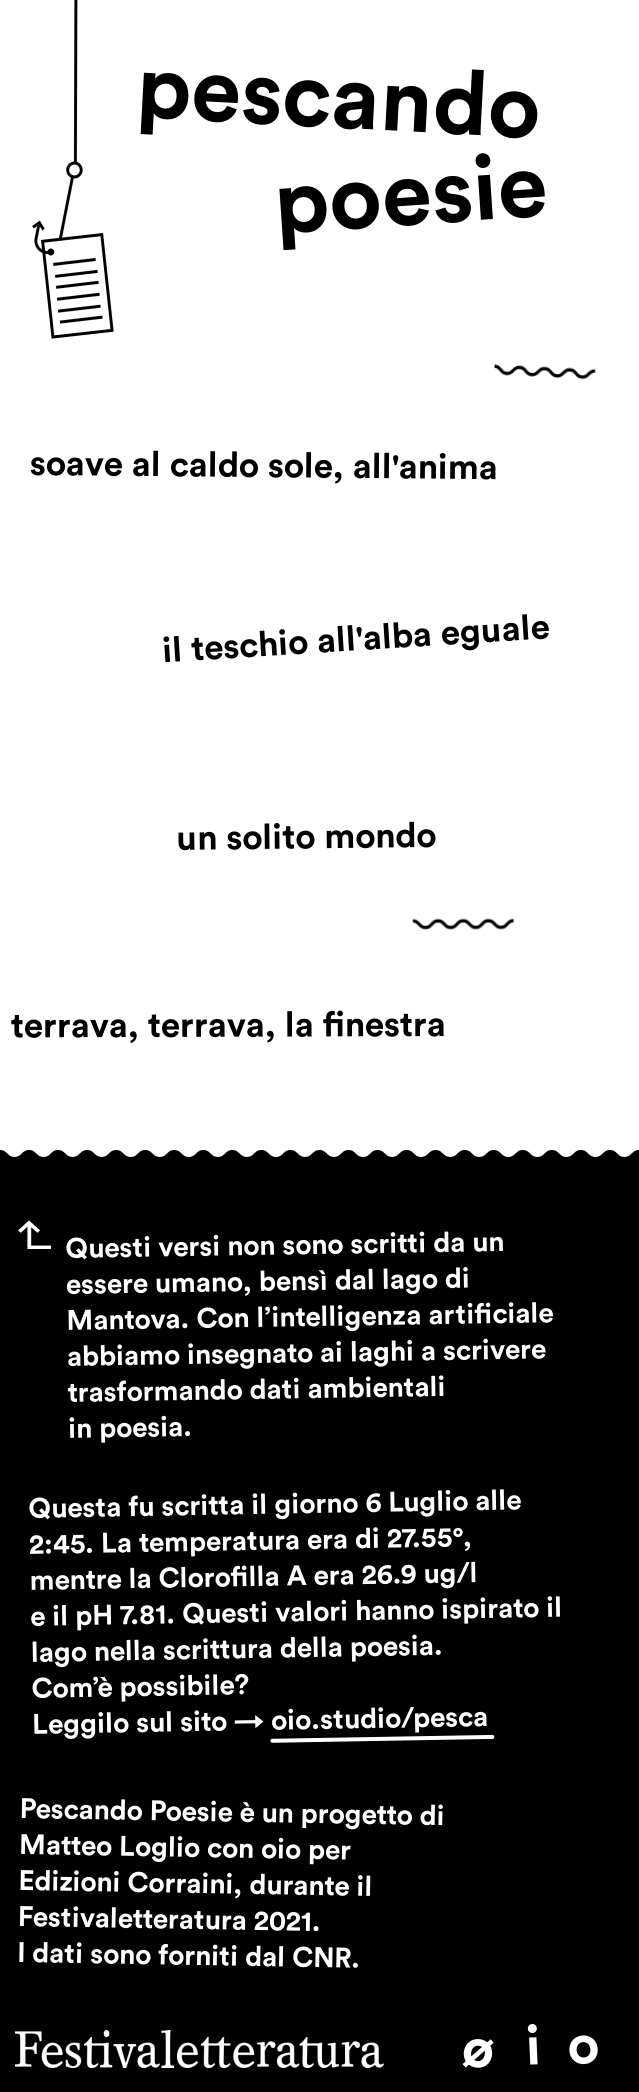 pescando
poesie
soave al caldo sole, all'anima
il teschio all'alba eguale
un solito mondo
terrava, terrava, la finestra
Questi versi non sono scritti da un
essere umano, bensì dal lago di
Mantova. Con l’intelligenza artificiale
abbiamo insegnato ai laghi a scrivere
trasformando dati ambientali
in poesia.
Questa fu scritta il giorno 6 Luglio alle
2:45. La temperatura era di 27.55°,
mentre la Clorofilla A era 26.9 ug/l
e il pH 7.81. Questi valori hanno ispirato il
lago nella scrittura della poesia.
Com’è possibile?
Leggilo sul sito → oio.studio/pesca
Pescando Poesie è un progetto di
Matteo Loglio con oio per
Edizioni Corraini, durante il
Festivaletteratura 2021.
I dati sono forniti dal CNR.
Festivaletteratura ø i o